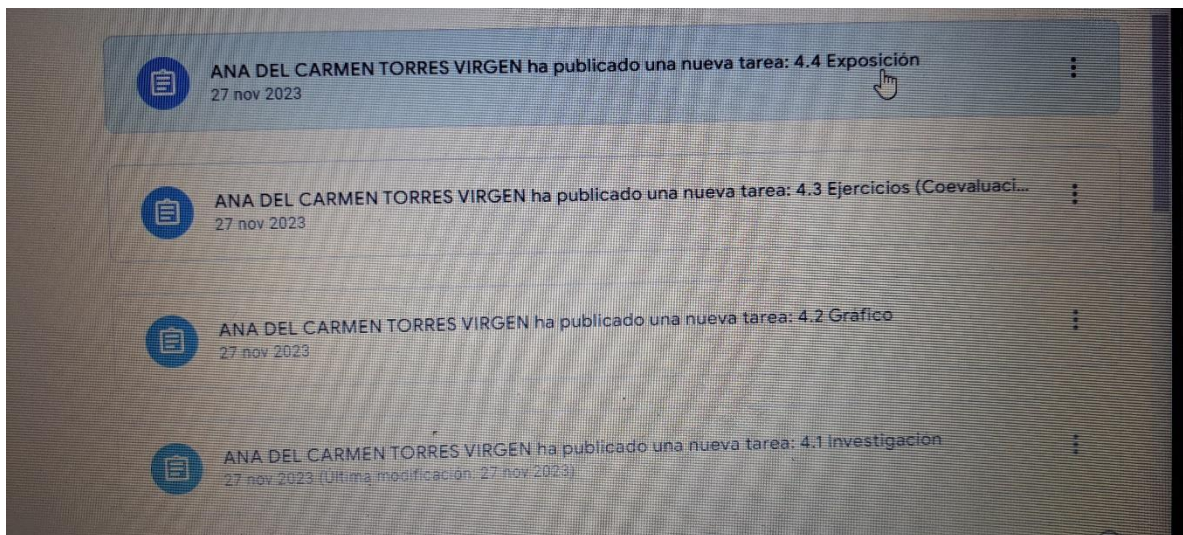 ANA DEL CARMEN TORRES VIRGEN ha publicado una nueva tarea: 4.4 Exposición
27 nov 2023
ANA DEL CARMEN TORRES VIRGEN ha publicado una nueva tarea: 4.3 Ejercicios (Coevaluaci...
27 nov 2023
ANA DEL CARMEN TORRES VIRGEN ha publicado una nueva tarea: 4.2 Gráfico
27 nov 2023
ANA DEL CARMEN TORRES VIRGEN ha publicado una nueva tarea: 4.1 Investigación
27 nov 2023 (Última modificación: 27 nov 2023)